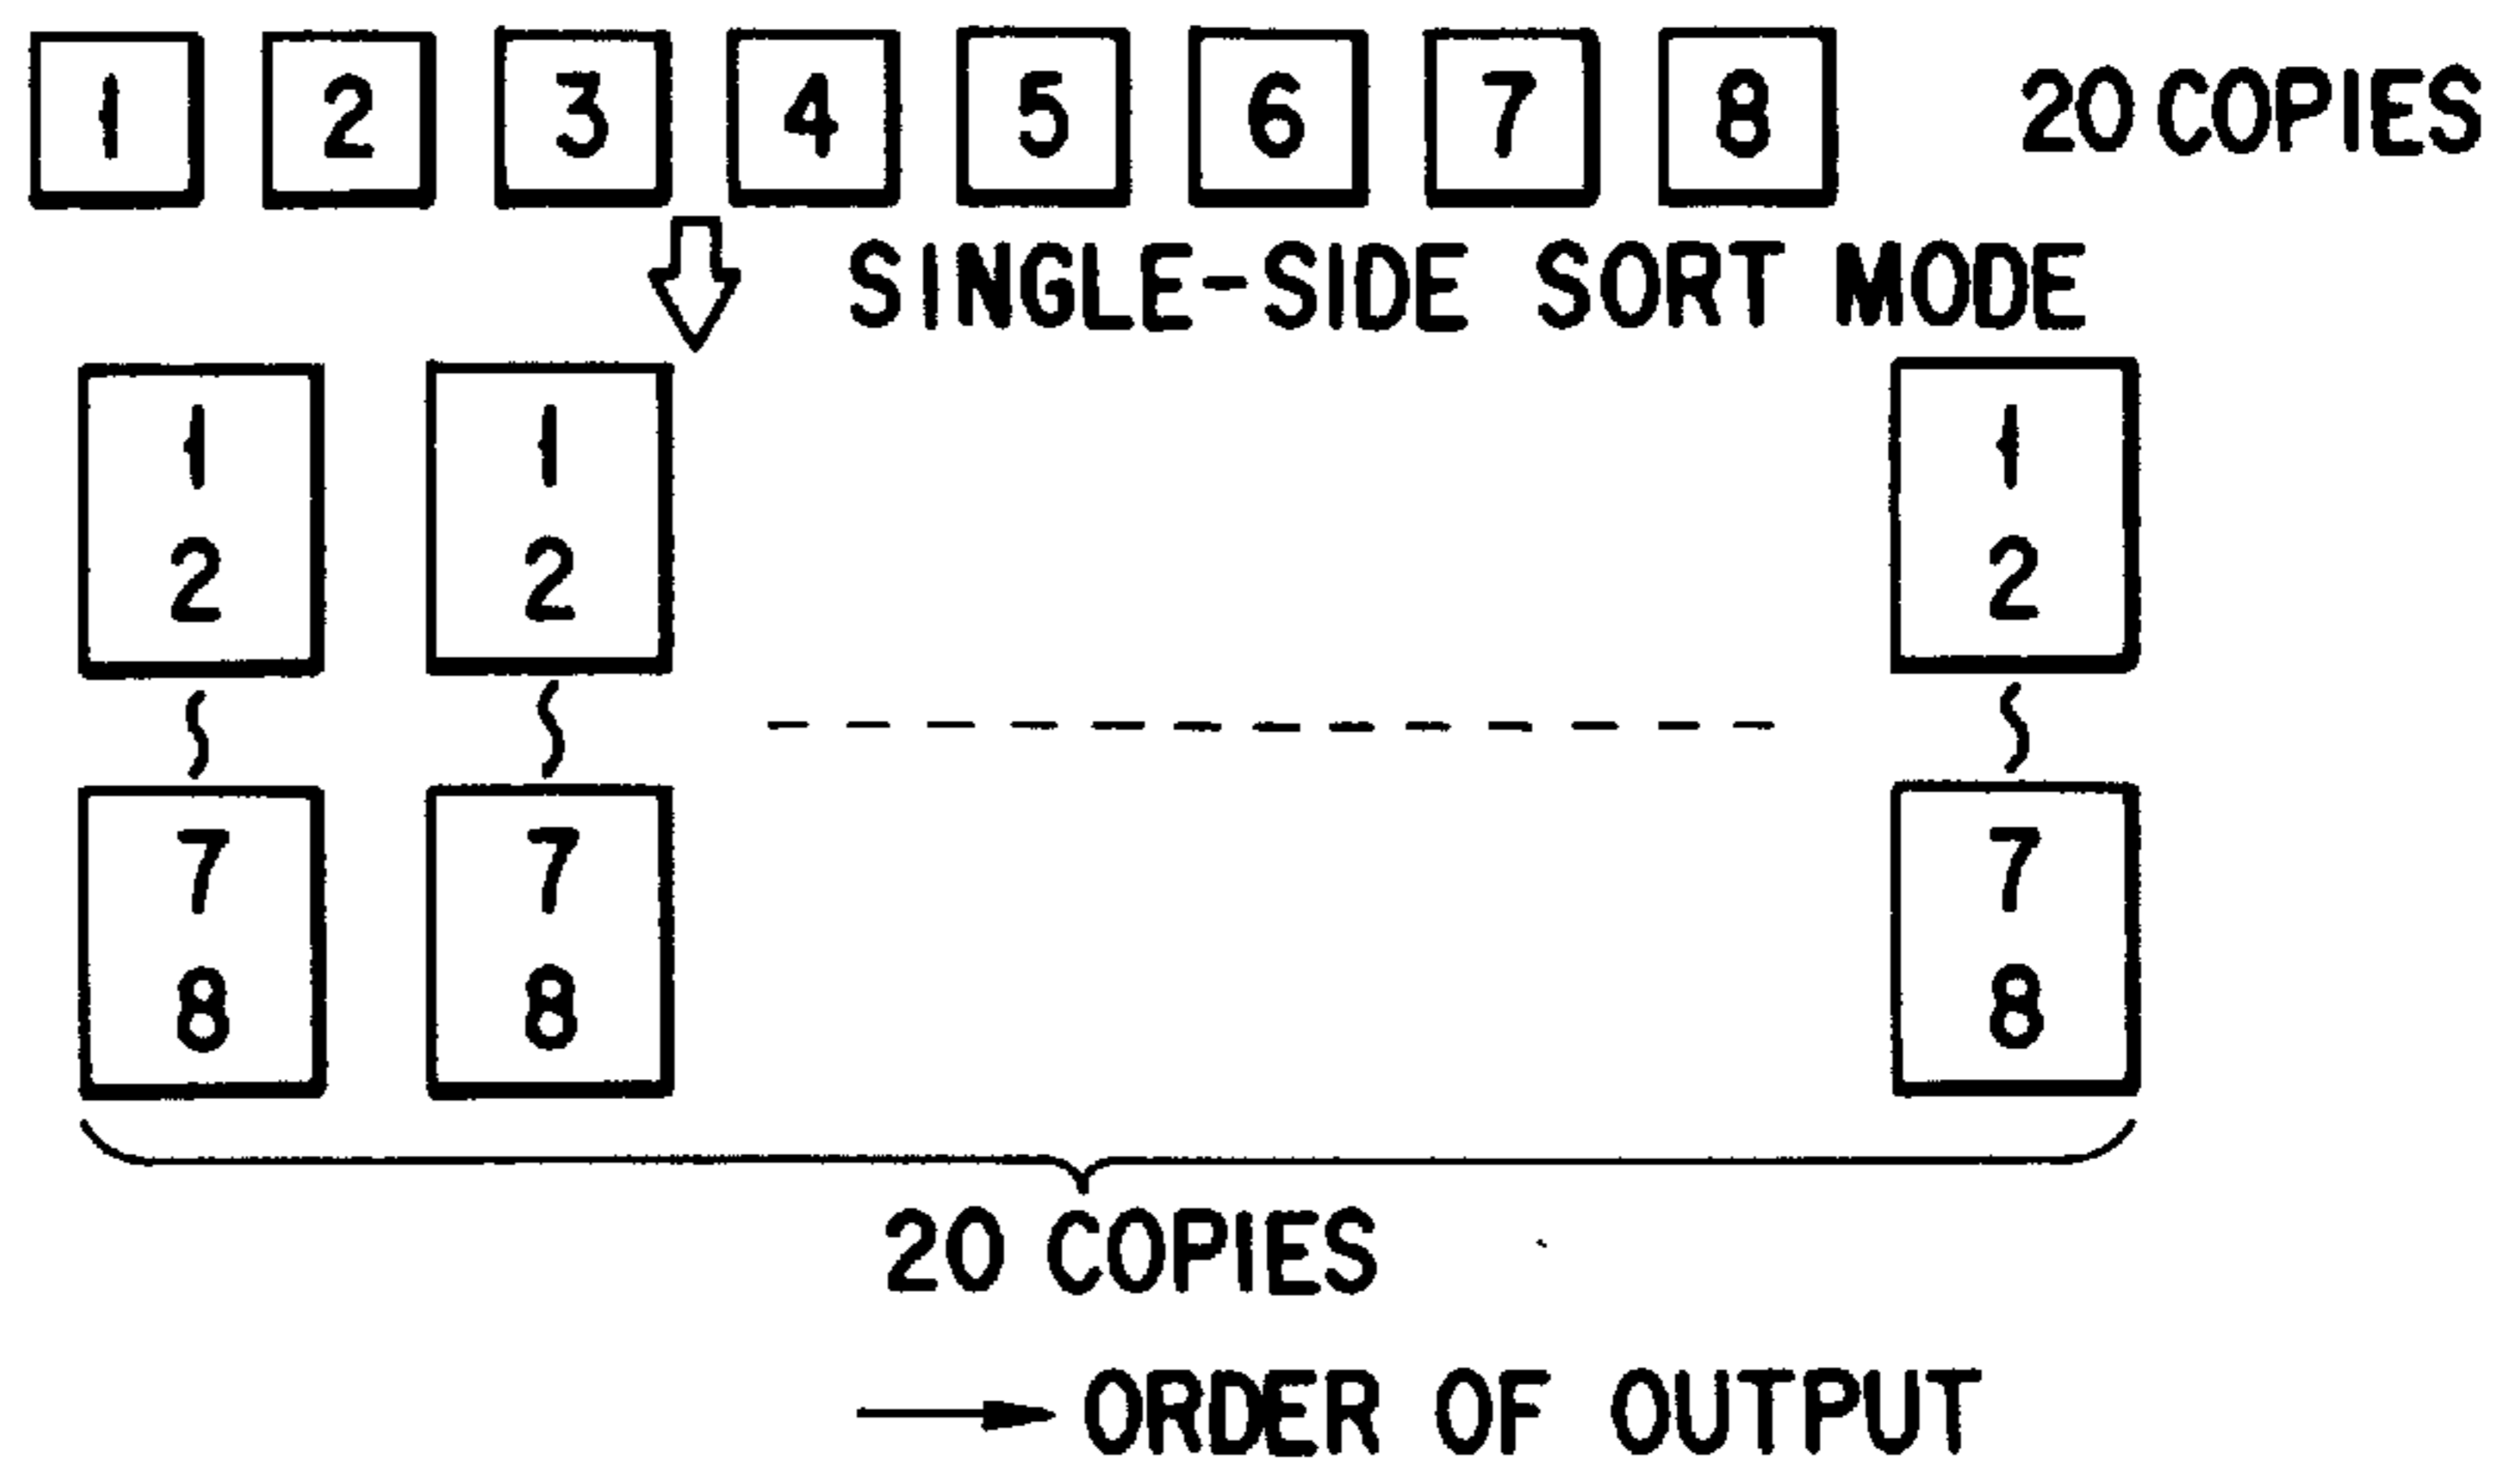 1 2 3 4 5 6 7 8 20 COPIES
SINGLE-SIDE SORT MODE
1 1 1
2 2 2
7 7 7
8 8 8
20 COPIES
ORDER OF OUTPUT